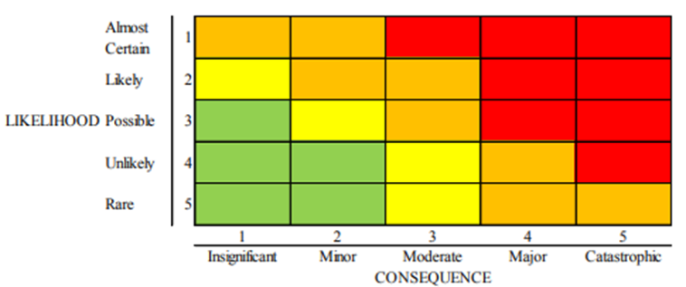 Almost
Certain 1
Likely 2
LIKELIHOOD Possible 3
Unlikely 4
Rare 5
1 2 3 4 5
Insignificant Minor Moderate Major Catastrophic
CONSEQUENCE